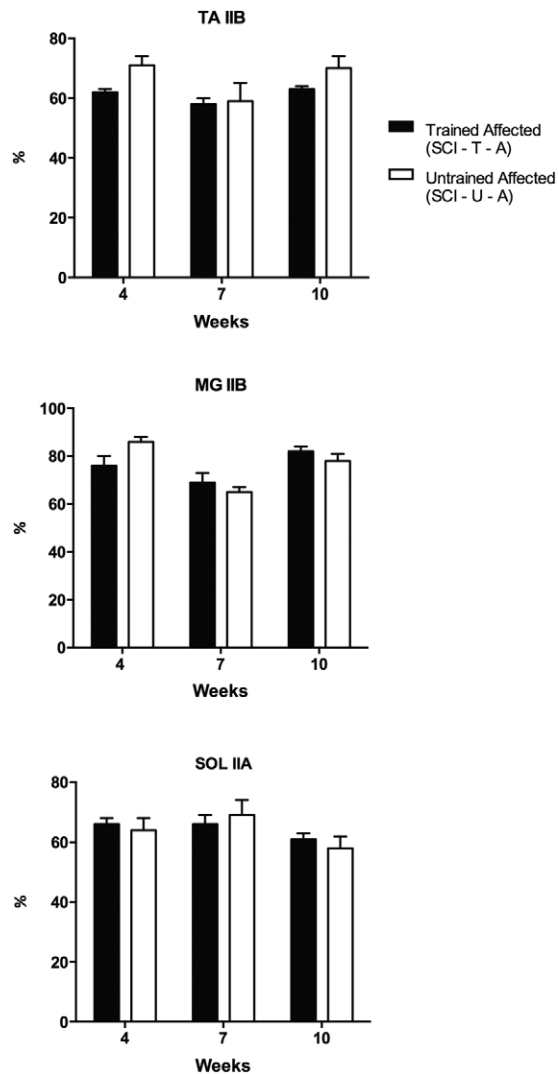 TA IIB
80
60
40
20
0
%
4 7 10
Weeks
Trained Affected
(SCI - T - A)
Untrained Affected
(SCI - U - A)
MG IIB
100
80
60
40
20
0
%
4 7 10
Weeks
SOL IIA
80
60
40
20
0
%
4 7 10
Weeks